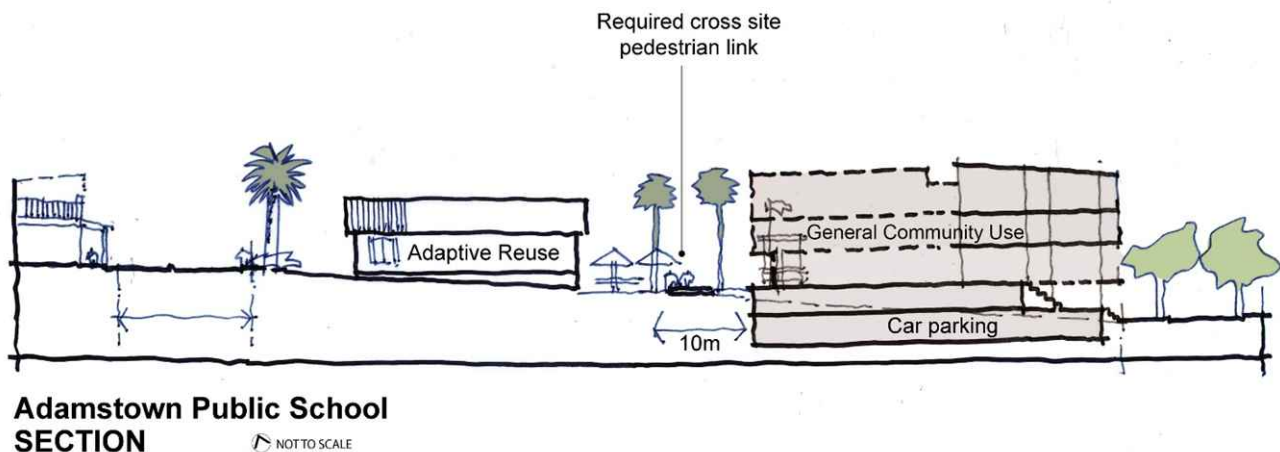 Required cross site
pedestrian link
Adaptive Reuse
General Community Use
Car parking
10m
Adamstown Public School
SECTION
NOT TO SCALE